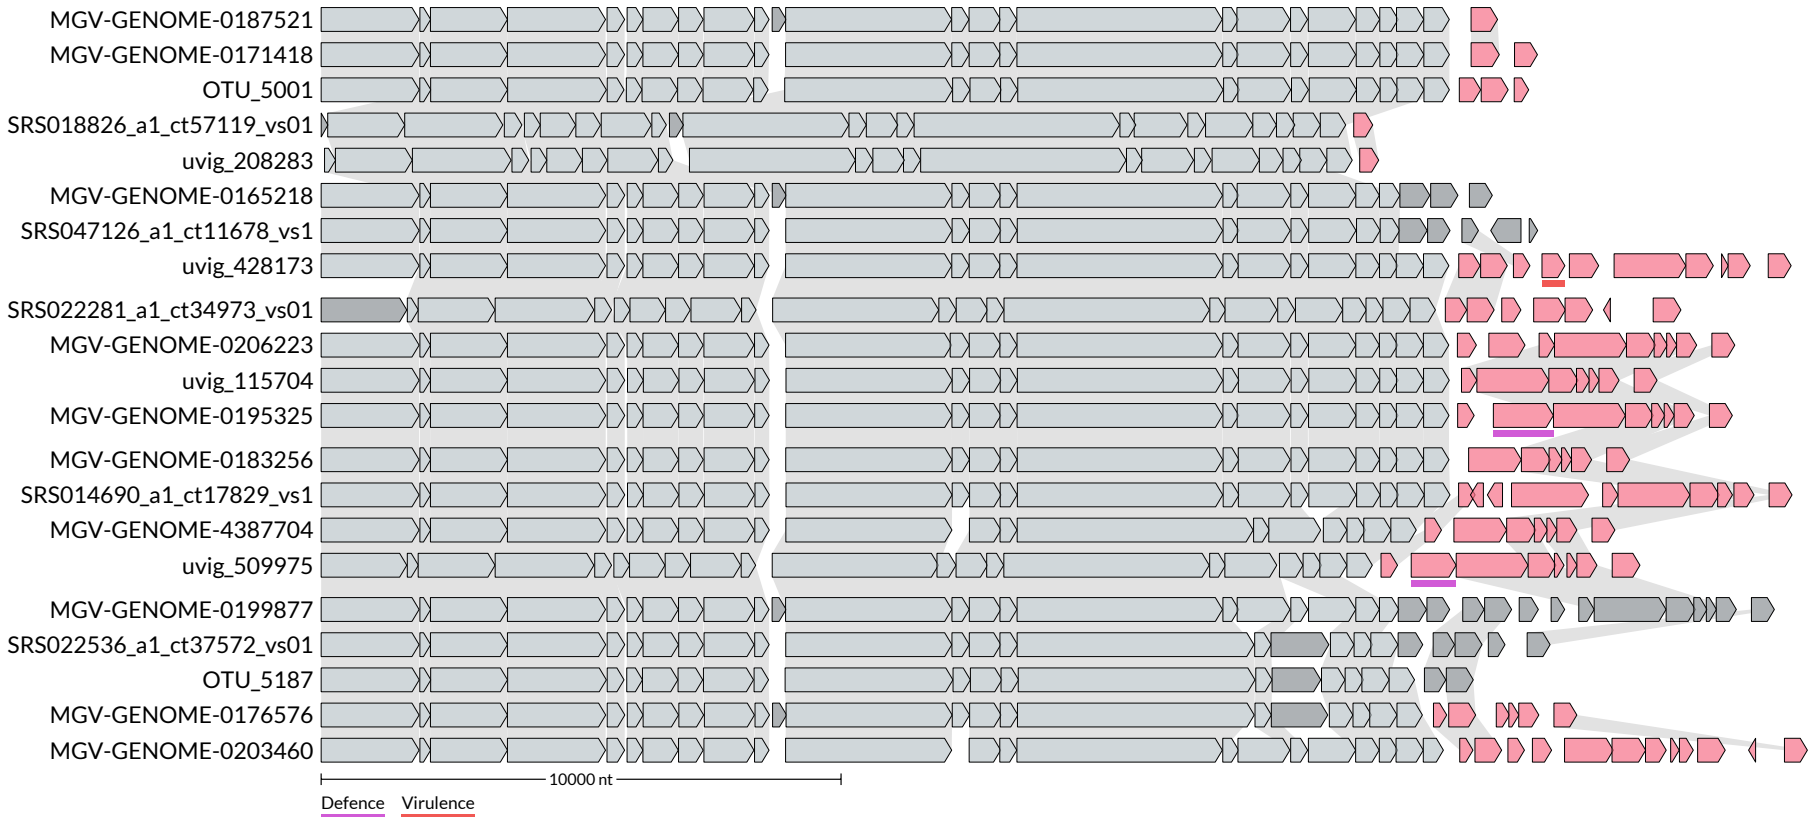 MGV-GENOME-0187521
MGV-GENOME-0171418
OTU_5001
SRS018826_a1_ct57119_vs01
uvig_208283
MGV-GENOME-0165218
SRS047126_a1_ct11678_vs1
uvig_428173
SRS022281_a1_ct34973_vs01
MGV-GENOME-0206223
uvig_115704
MGV-GENOME-0195325
MGV-GENOME-0183256
SRS014690_a1_ct17829_vs1
MGV-GENOME-4387704
uvig_509975
MGV-GENOME-0199877
SRS022536_a1_ct37572_vs01
OTU_5187
MGV-GENOME-0176576
MGV-GENOME-0203460
10000 nt
Defence Virulence